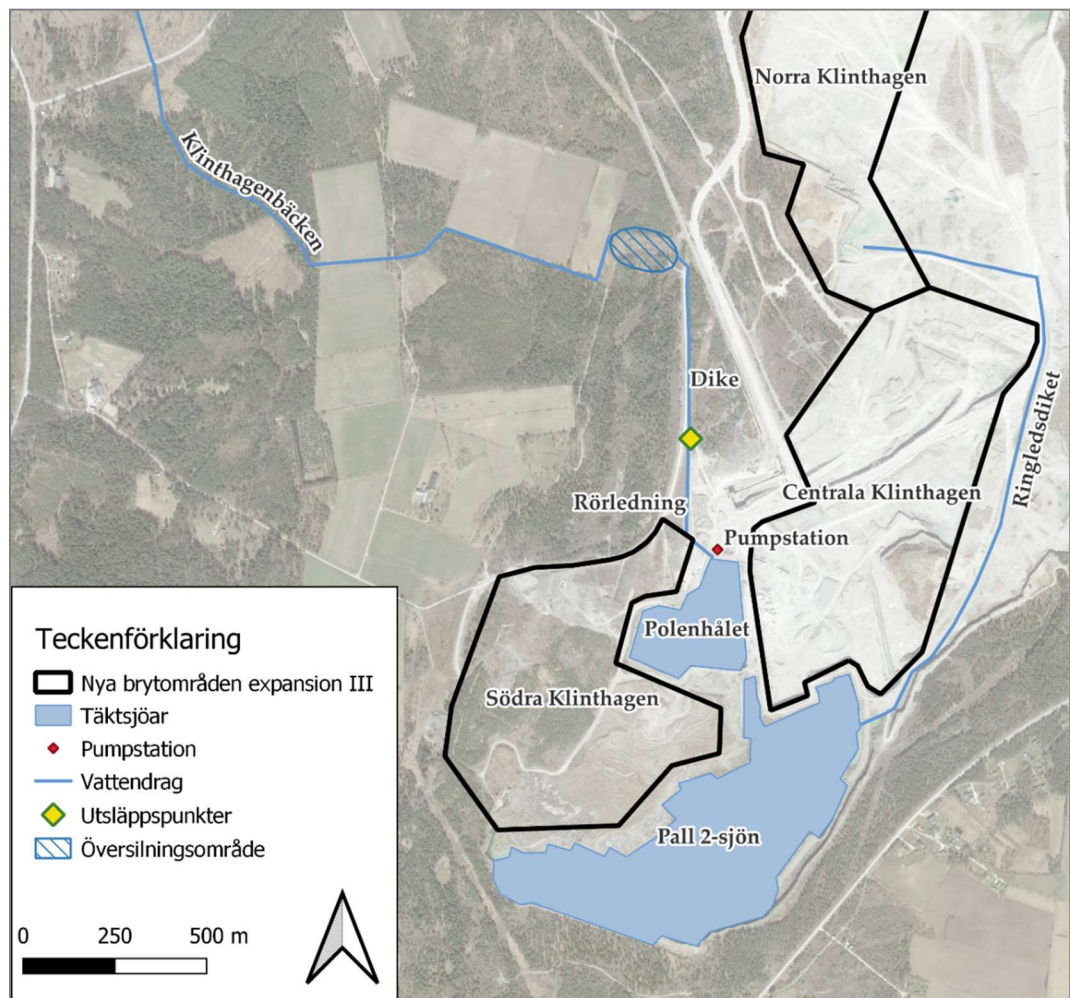 Norra Klinthagen
Klinthagenbäcken
Dike
Ringledsdiket
Centrala Klinthagen
Rörledning
Pumpstation
Polenhålet
Södra Klinthagen
Pall 2-sjön
Teckenförklaring
Nya brytområden expansion III
Täktsjöar
Pumpstation
Vattendrag
Utsläppspunkter
Översilningsområde
0 250 500 m